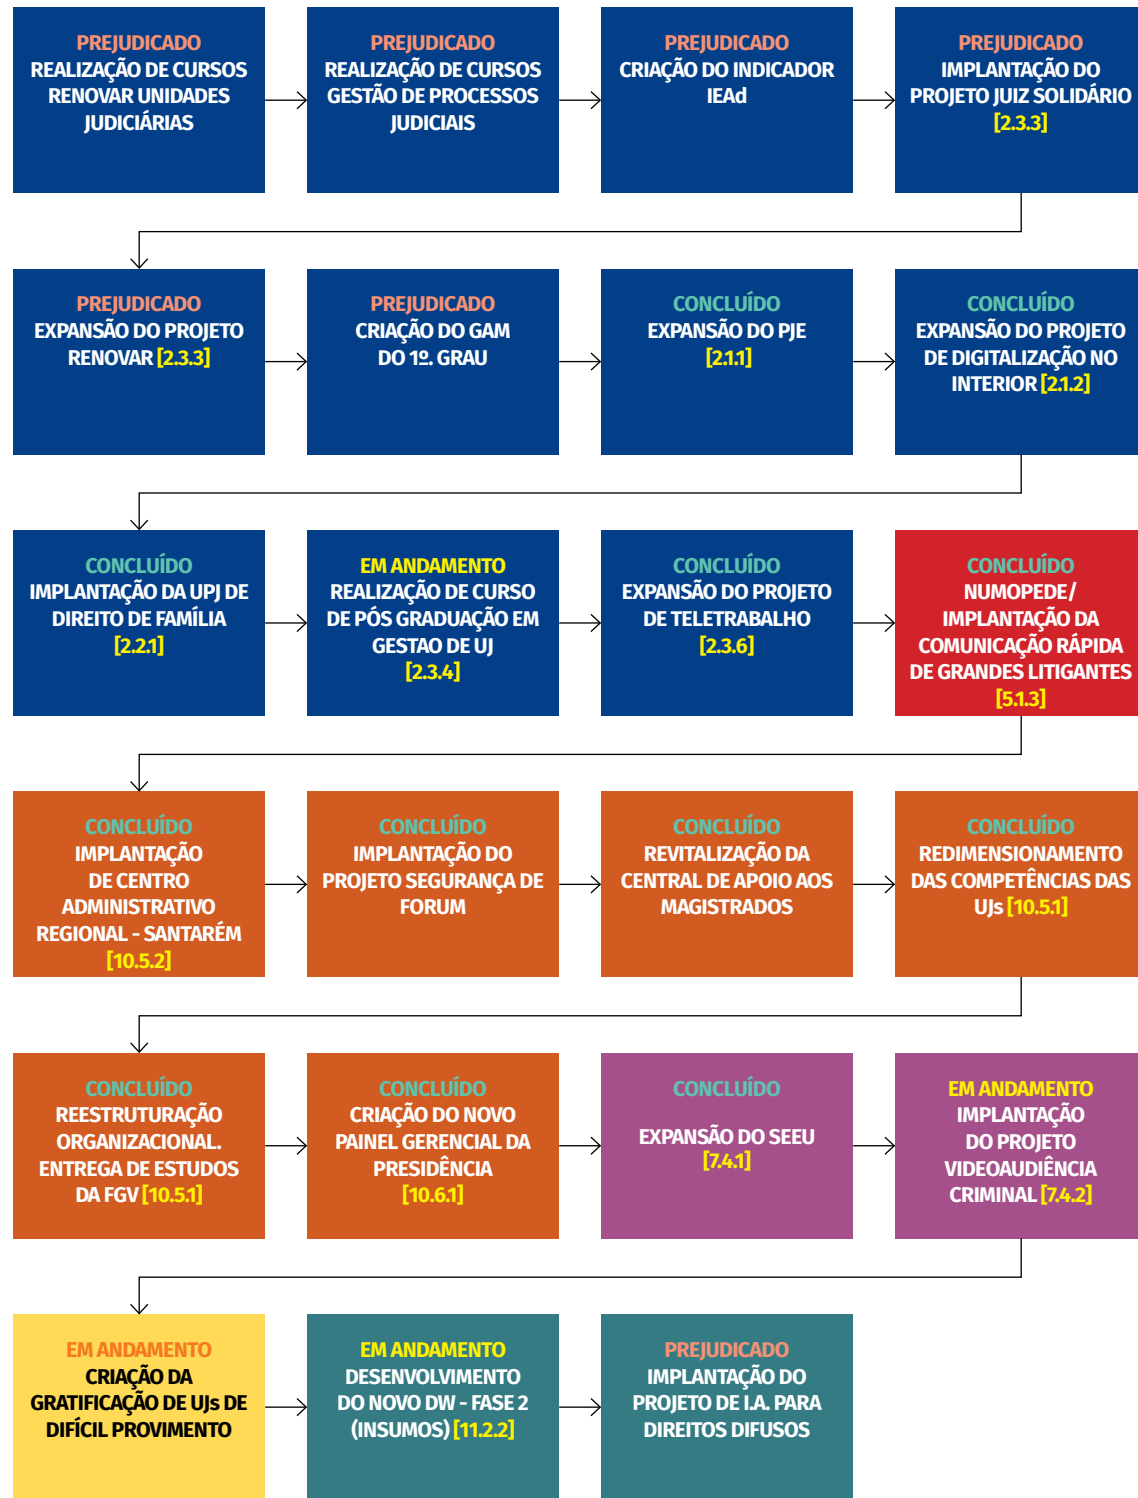 PREJUDICADO
REALIZAÇÃO DE CURSOS
RENOVAR UNIDADES
JUDICIÁRIAS
PREJUDICADO
REALIZAÇÃO DE CURSOS
GESTÃO DE PROCESSOS
JUDICIAIS
PREJUDICADO
CRIAÇÃO DO INDICADOR
IEAd
PREJUDICADO
IMPLANTAÇÃO DO
PROJETO JUIZ SOLIDÁRIO
[2.3.3]
PREJUDICADO
EXPANSÃO DO PROJETO
RENOVAR [2.3.3]
PREJUDICADO
CRIAÇÃO DO GAM
DO 1º. GRAU
CONCLUÍDO
EXPANSÃO DO PJE
[2.1.1]
CONCLUÍDO
EXPANSÃO DO PROJETO
DE DIGITALIZAÇÃO NO
INTERIOR [2.1.2]
CONCLUÍDO
IMPLANTAÇÃO DA UPJ DE
DIREITO DE FAMÍLIA
[2.2.1]
EM ANDAMENTO
REALIZAÇÃO DE CURSO
DE PÓS GRADUAÇÃO EM
GESTAO DE UJ
[2.3.4]
CONCLUÍDO
EXPANSÃO DO PROJETO
DE TELETRABALHO
[2.3.6]
CONCLUÍDO
NUMOPEDE/
IMPLANTAÇÃO DA
COMUNICAÇÃO RÁPIDA
DE GRANDES LITIGANTES
[5.1.3]
CONCLUÍDO
IMPLANTAÇÃO
DE CENTRO
ADMINISTRATIVO
REGIONAL - SANTARÉM
[10.5.2]
CONCLUÍDO
IMPLANTAÇÃO DO
PROJETO SEGURANÇA DE
FORUM
CONCLUÍDO
REVITALIZAÇÃO DA
CENTRAL DE APOIO AOS
MAGISTRADOS
CONCLUÍDO
REDIMENSIONAMENTO
DAS COMPETÊNCIAS DAS
UJs [10.5.1]
CONCLUÍDO
REESTRUTURAÇÃO
ORGANIZACIONAL.
ENTREGA DE ESTUDOS
DA FGV [10.5.1]
CONCLUÍDO
CRIAÇÃO DO NOVO
PAINEL GERENCIAL DA
PRESIDÊNCIA
[10.6.1]
CONCLUÍDO
EXPANSÃO DO SEEU
[7.4.1]
EM ANDAMENTO
IMPLANTAÇÃO
DO PROJETO
VIDEOAUDIÊNCIA
CRIMINAL [7.4.2]
EM ANDAMENTO
CRIAÇÃO DA
GRATIFICAÇÃO DE UJs DE
DIFÍCIL PROVIMENTO
EM ANDAMENTO
DESENVOLVIMENTO
DO NOVO DW - FASE 2
(INSUMOS) [11.2.2]
PREJUDICADO
IMPLANTAÇÃO DO
PROJETO DE I.A. PARA
DIREITOS DIFUSOS